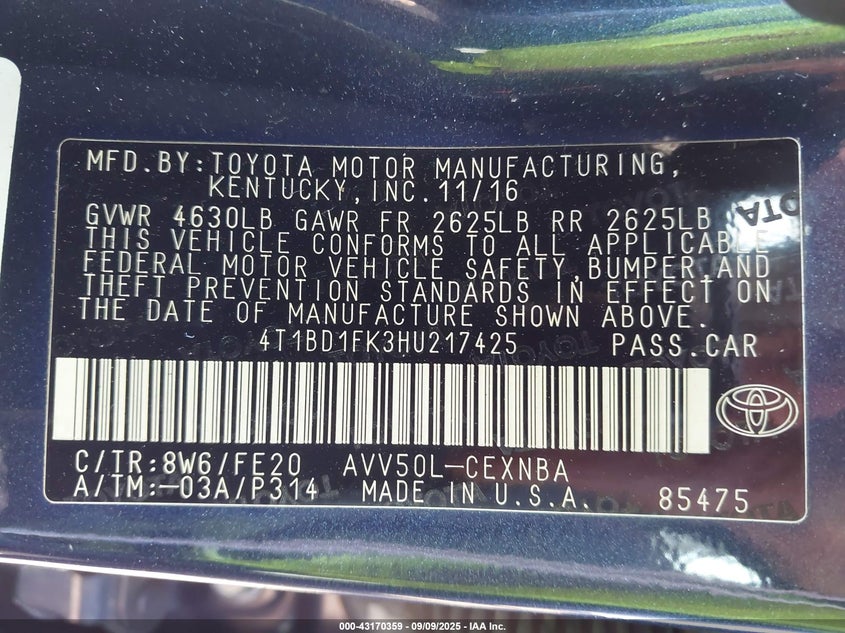 MFD.BY:TOYOTA MOTOR MANUFACTURING,
KENTUCKY,INC.11/16
GVWR 4630LB GAWR FR 2625LB RR 2625LB
THIS VEHICLE CONFORMS TO ALL APPLICABLE
FEDERAL MOTOR VEHICLE SAFETY,BUMPER,AND
THEFT PREVENTION STANDARDS IN EFFECT ON
THE DATE OF MANUFACTURE SHOWN ABOVE.
4T1BD1FK3HU217425 PASS.CAR
C/TR:8W6/FE20 AVV50L-CEXNBA
A/TM:-03A/P314 MADE IN U.S.A. 85475
000-43170359 - 09/09/2025 - IAA Inc.